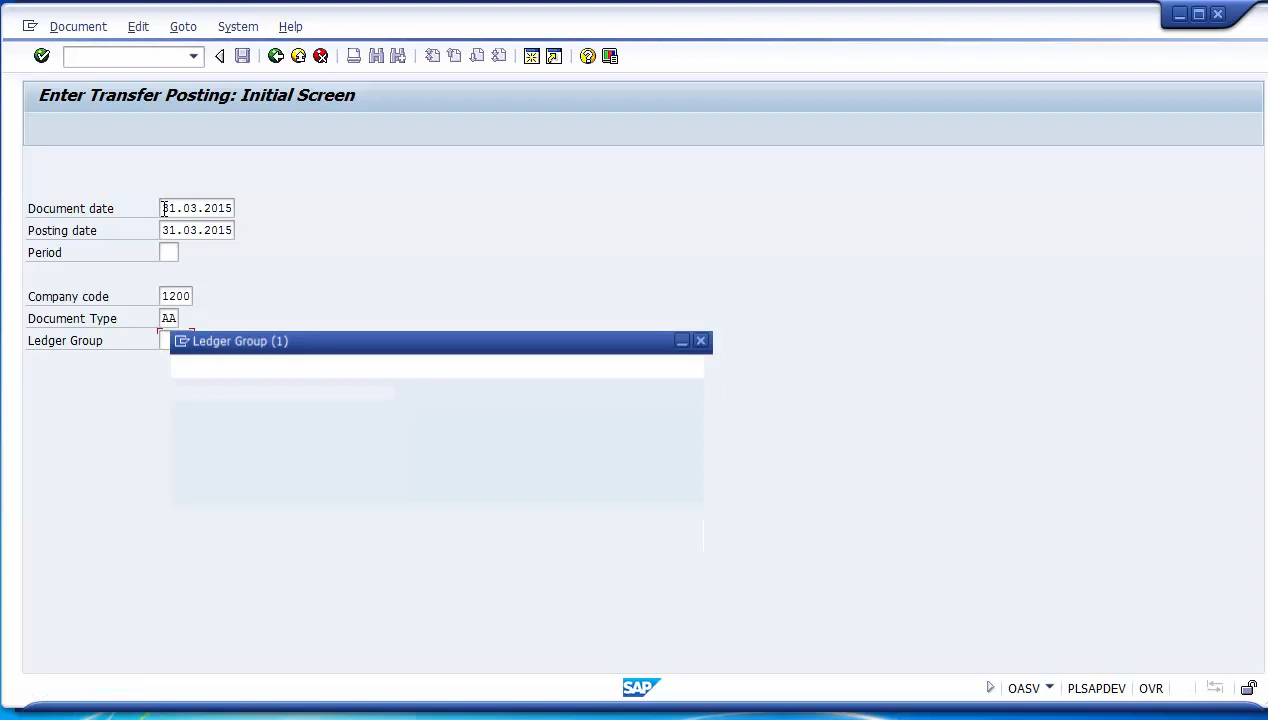 Document Edit Goto System Help
Enter Transfer Posting: Initial Screen
Document date 31.03.2015
Posting date 31.03.2015
Period
Company code 1200
Document Type AA
Ledger Group
Ledger Group (1)
SAP OASV PLSAPDEV OVR